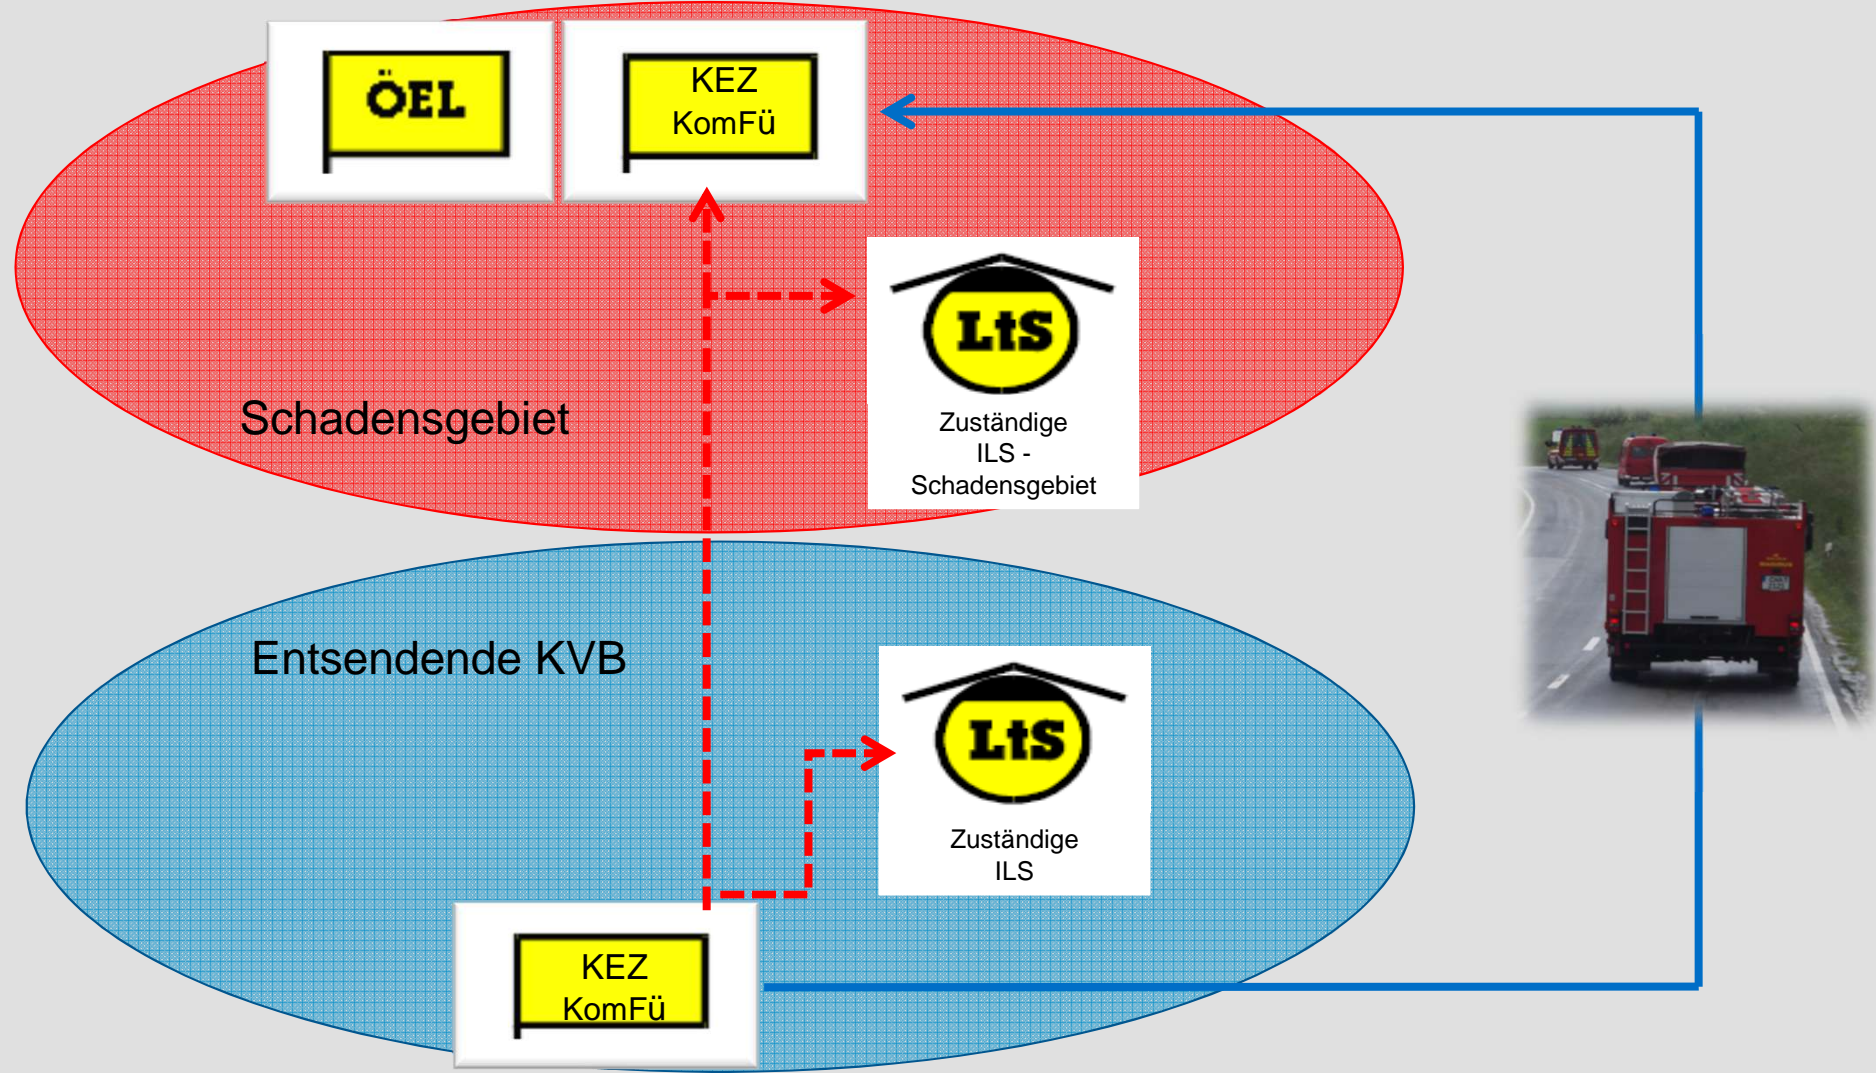 ÖEL
KEZ
KomFü
LtS
Zuständige
ILS -
Schadensgebiet
Schadensgebiet
Entsendende KVB
LtS
Zuständige
ILS
KEZ
KomFü